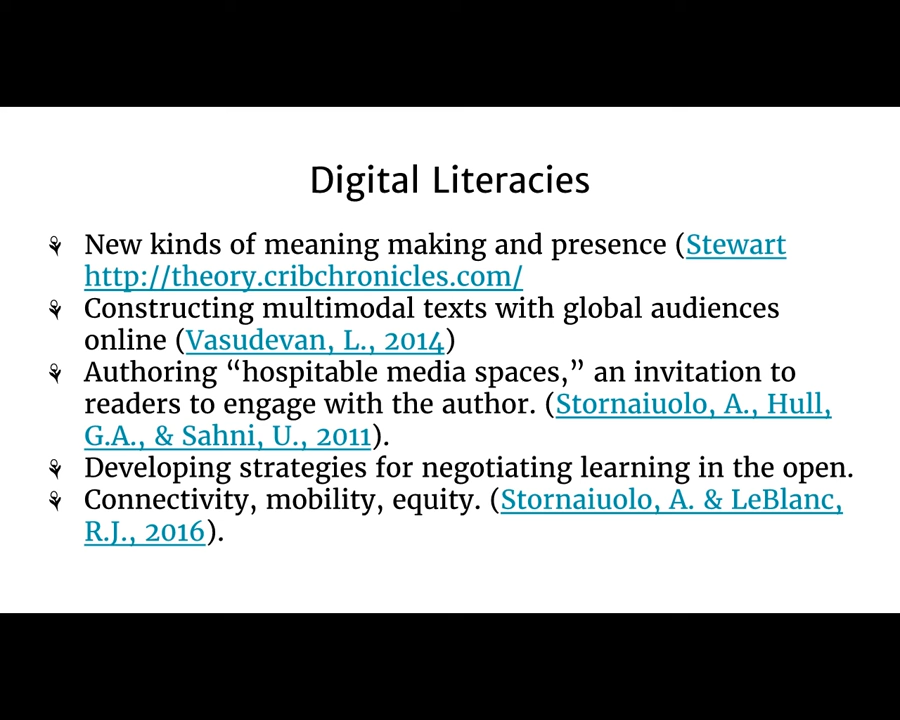 Digital Literacies
New kinds of meaning making and presence (Stewart
http://theory.cribchronicles.com/
Constructing multimodal texts with global audiences
online (Vasudevan, L., 2014)
Authoring “hospitable media spaces,” an invitation to
readers to engage with the author. (Stornaiuolo, A., Hull,
G.A., & Sahni, U., 2011).
Developing strategies for negotiating learning in the open.
Connectivity, mobility, equity. (Stornaiuolo, A. & LeBlanc,
R.J., 2016).